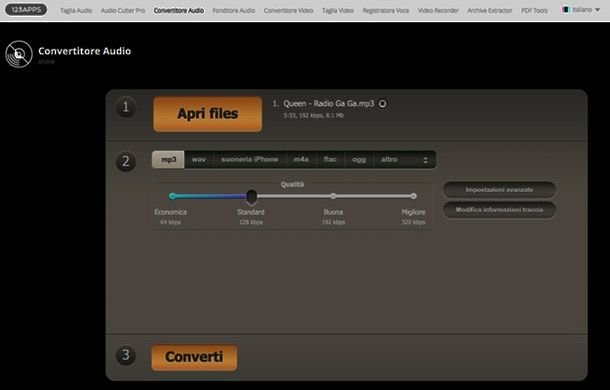 123APPS Taglia Audio Audio Cutter Pro Convertitore Audio Fonditore Audio Convertitore Video Taglia Video Registratore Voce Video Recorder Archive Extractor PDF Tools Italiano
Convertitore Audio
online
1 Apri files 1. Queen - Radio Ga Ga.mp3
5:53, 192 kbps, 8.1 Mb
2 mp3 wav suoneria iPhone m4a flac ogg altro
Qualità
Economica Standard Buona Migliore
64 kbps 128 kbps 192 kbps 320 kbps
Impostazioni avanzate
Modifica informazioni traccia
3 Converti